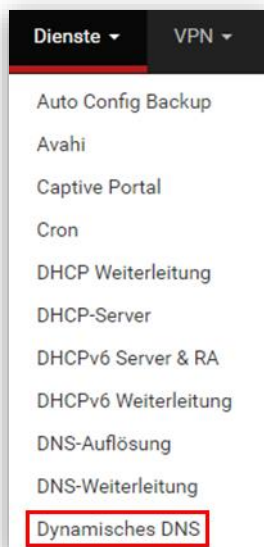 Dienste VPN
Auto Config Backup
Avahi
Captive Portal
Cron
DHCP Weiterleitung
DHCP-Server
DHCPv6 Server & RA
DHCPv6 Weiterleitung
DNS-Auflösung
DNS-Weiterleitung
Dynamisches DNS